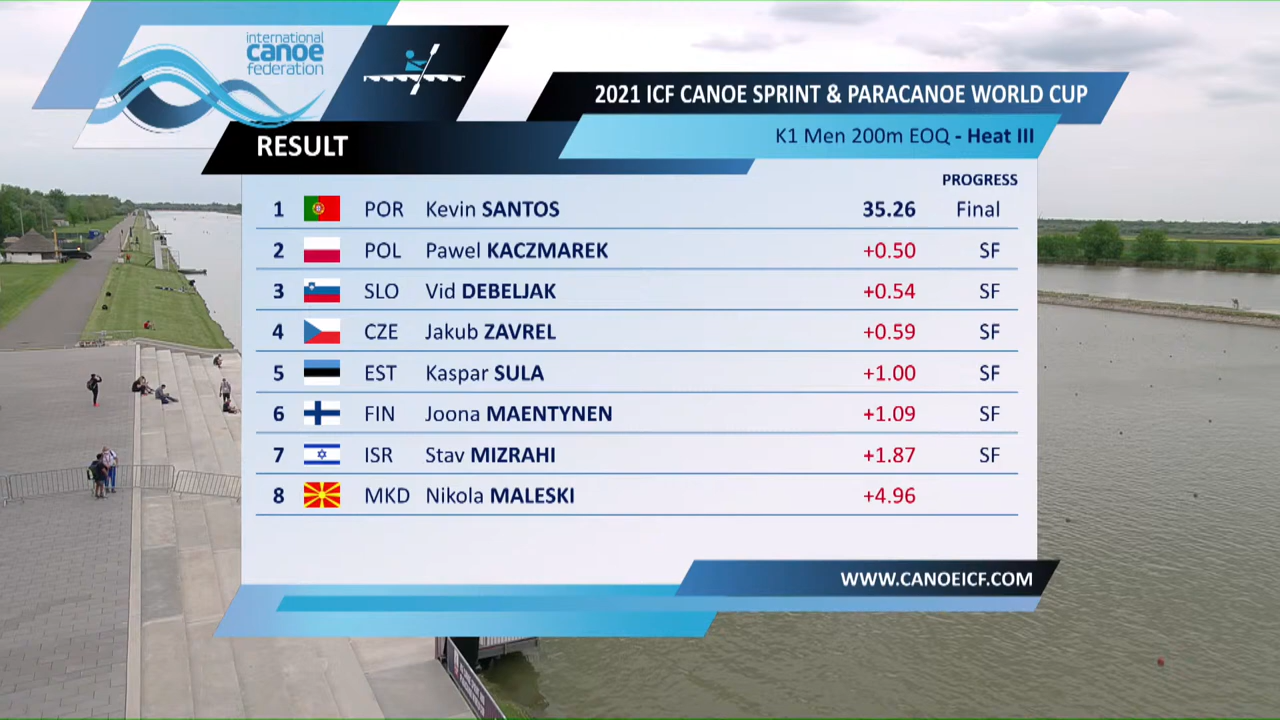 international
canoe
federation
2021 ICF CANOE SPRINT & PARACANOE WORLD CUP
RESULT
K1 Men 200m EOQ - Heat III
PROGRESS
1 POR Kevin SANTOS 35.26 Final
2 POL Pawel KACZMAREK +0.50 SF
3 SLO Vid DEBELJAK +0.54 SF
4 CZE Jakub ZAVREL +0.59 SF
5 EST Kaspar SULA +1.00 SF
6 FIN Joona MAENTYNEN +1.09 SF
7 ISR Stav MIZRAHI +1.87 SF
8 MKD Nikola MALESKI +4.96
WWW.CANOEICF.COM